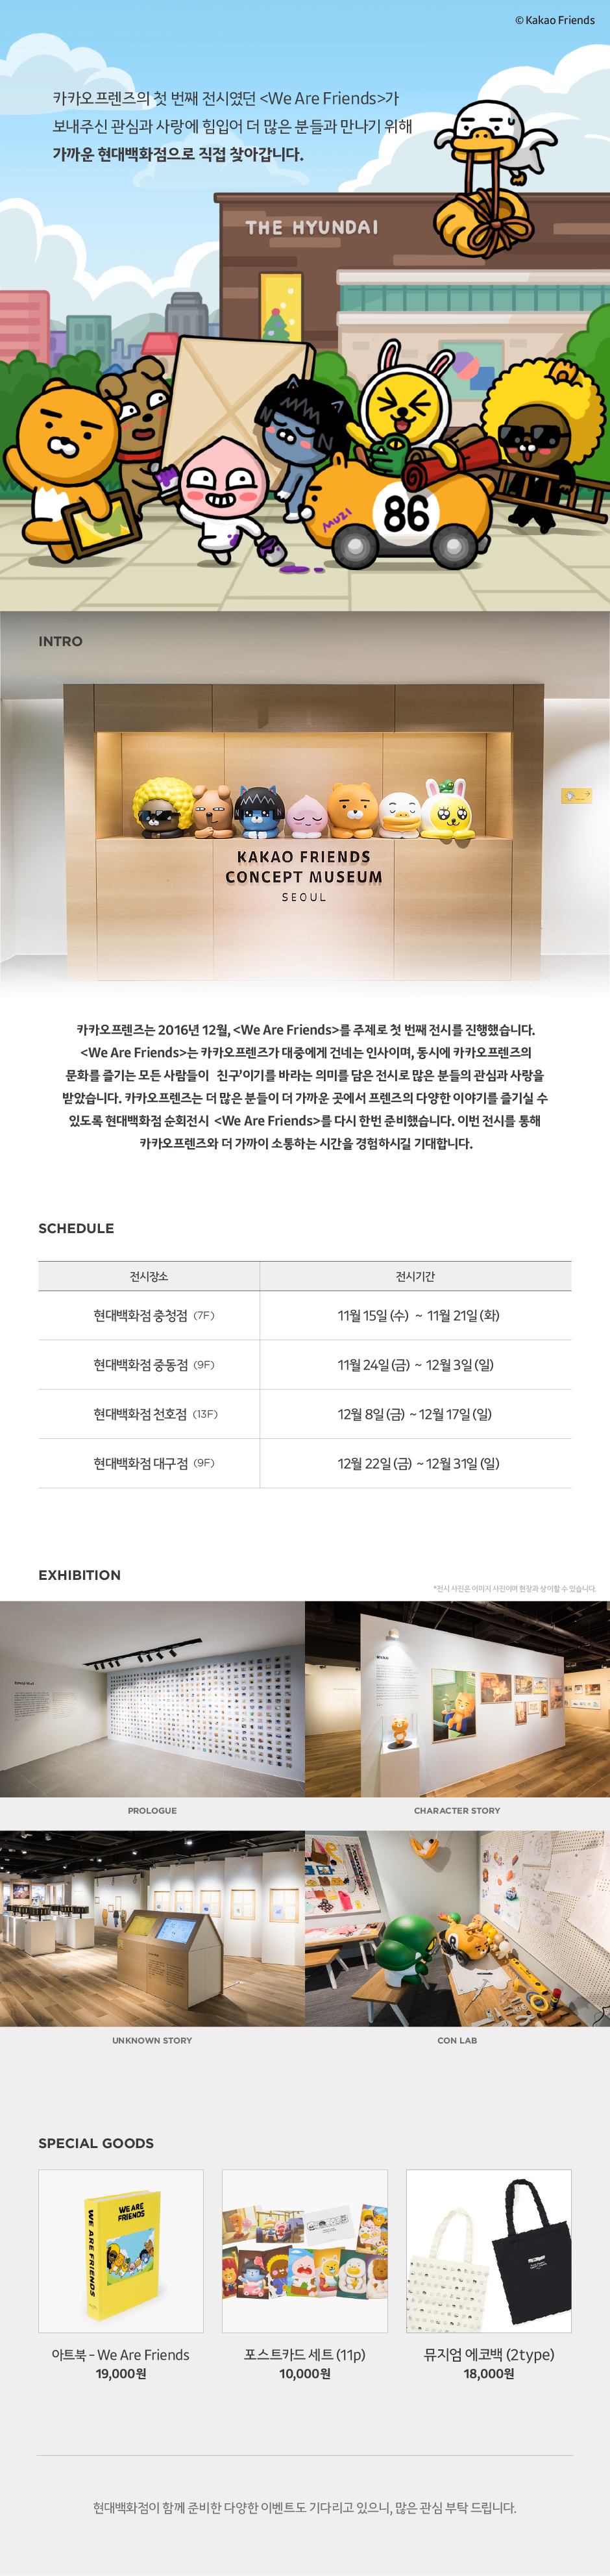 © Kakao Friends
카카오프렌즈의 첫 번째 전시였던 <We Are Friends>가
보내주신 관심과 사랑에 힘입어 더 많은 분들과 만나기 위해
가까운 현대백화점으로 직접 찾아갑니다.
THE HYUNDAI
MUZI
86
INTRO
KAKAO FRIENDS
CONCEPT MUSEUM
SEOUL
카카오프렌즈는 2016년 12월, <We Are Friends>를 주제로 첫 번째 전시를 진행했습니다.
<We Are Friends>는 카카오프렌즈가 대중에게 건네는 인사이며, 동시에 카카오프렌즈의
문화를 즐기는 모든 사람들이 친구'이기를 바라는 의미를 담은 전시로 많은 분들의 관심과 사랑을
받았습니다. 카카오프렌즈는 더 많은 분들이 더 가까운 곳에서 프렌즈의 다양한 이야기를 즐기실 수
있도록 현대백화점 순회전시 <We Are Friends>를 다시 한번 준비했습니다. 이번 전시를 통해
카카오프렌즈와 더 가까이 소통하는 시간을 경험하시길 기대합니다.
SCHEDULE
전시장소 전시기간
현대백화점 충청점 (7F) 11월 15일 (수) ~ 11월 21일 (화)
현대백화점 중동점 (9F) 11월 24일 (금) ~ 12월 3일 (일)
현대백화점 천호점 (13F) 12월 8일 (금) ~ 12월 17일 (일)
현대백화점 대구점 (9F) 12월 22일 (금) ~ 12월 31일 (일)
EXHIBITION
*전시 사진은 이미지 사진이며 현장과 상이할 수 있습니다.
PROLOGUE
CHARACTER STORY
UNKNOWN STORY
CON LAB
SPECIAL GOODS
WE ARE FRIENDS
WE ARE
FRIENDS
아트북 - We Are Friends
19,000원
포스트카드 세트 (11p)
10,000원
뮤지엄 에코백 (2type)
18,000원
현대백화점이 함께 준비한 다양한 이벤트도 기다리고 있으니, 많은 관심 부탁 드립니다.